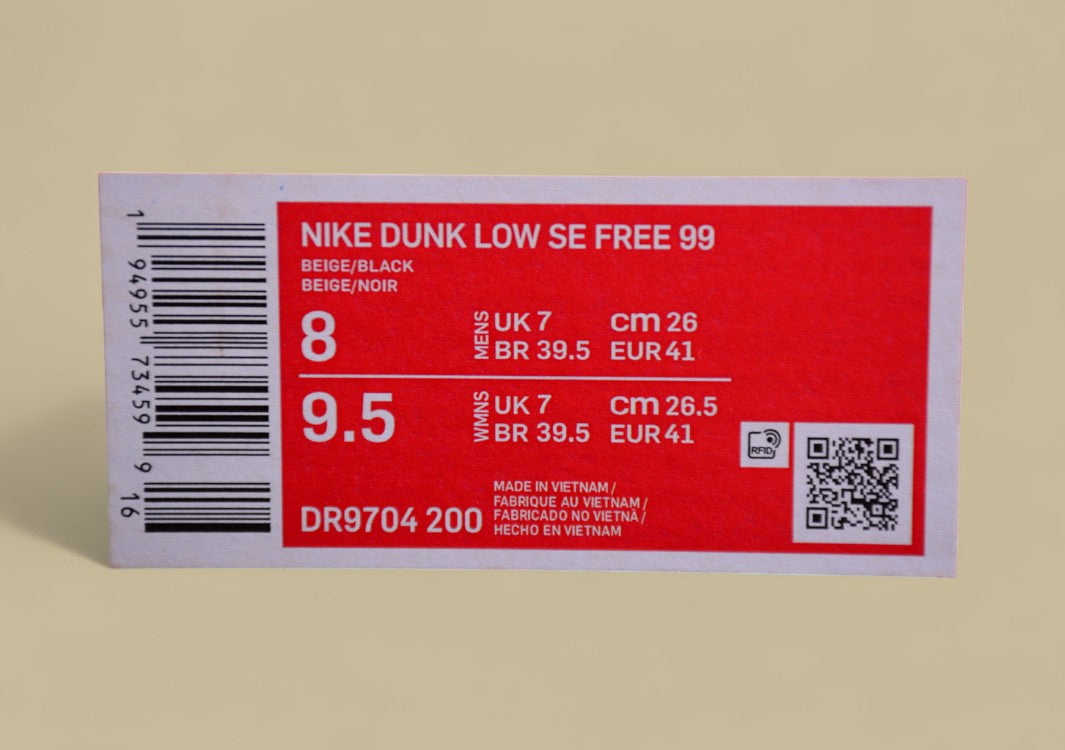 NIKE DUNK LOW SE FREE 99
BEIGE/BLACK
BEIGE/NOIR
8
MENS
UK 7 cm 26
BR 39.5 EUR 41
9.5
WMNS
UK 7 cm 26.5
BR 39.5 EUR 41
DR9704 200
MADE IN VIETNAM /
FABRIQUE AU VIETNAM /
FABRICADO NO VIETNÃ /
HECHO EN VIETNAM
RFID
1 94955 73459 9 16